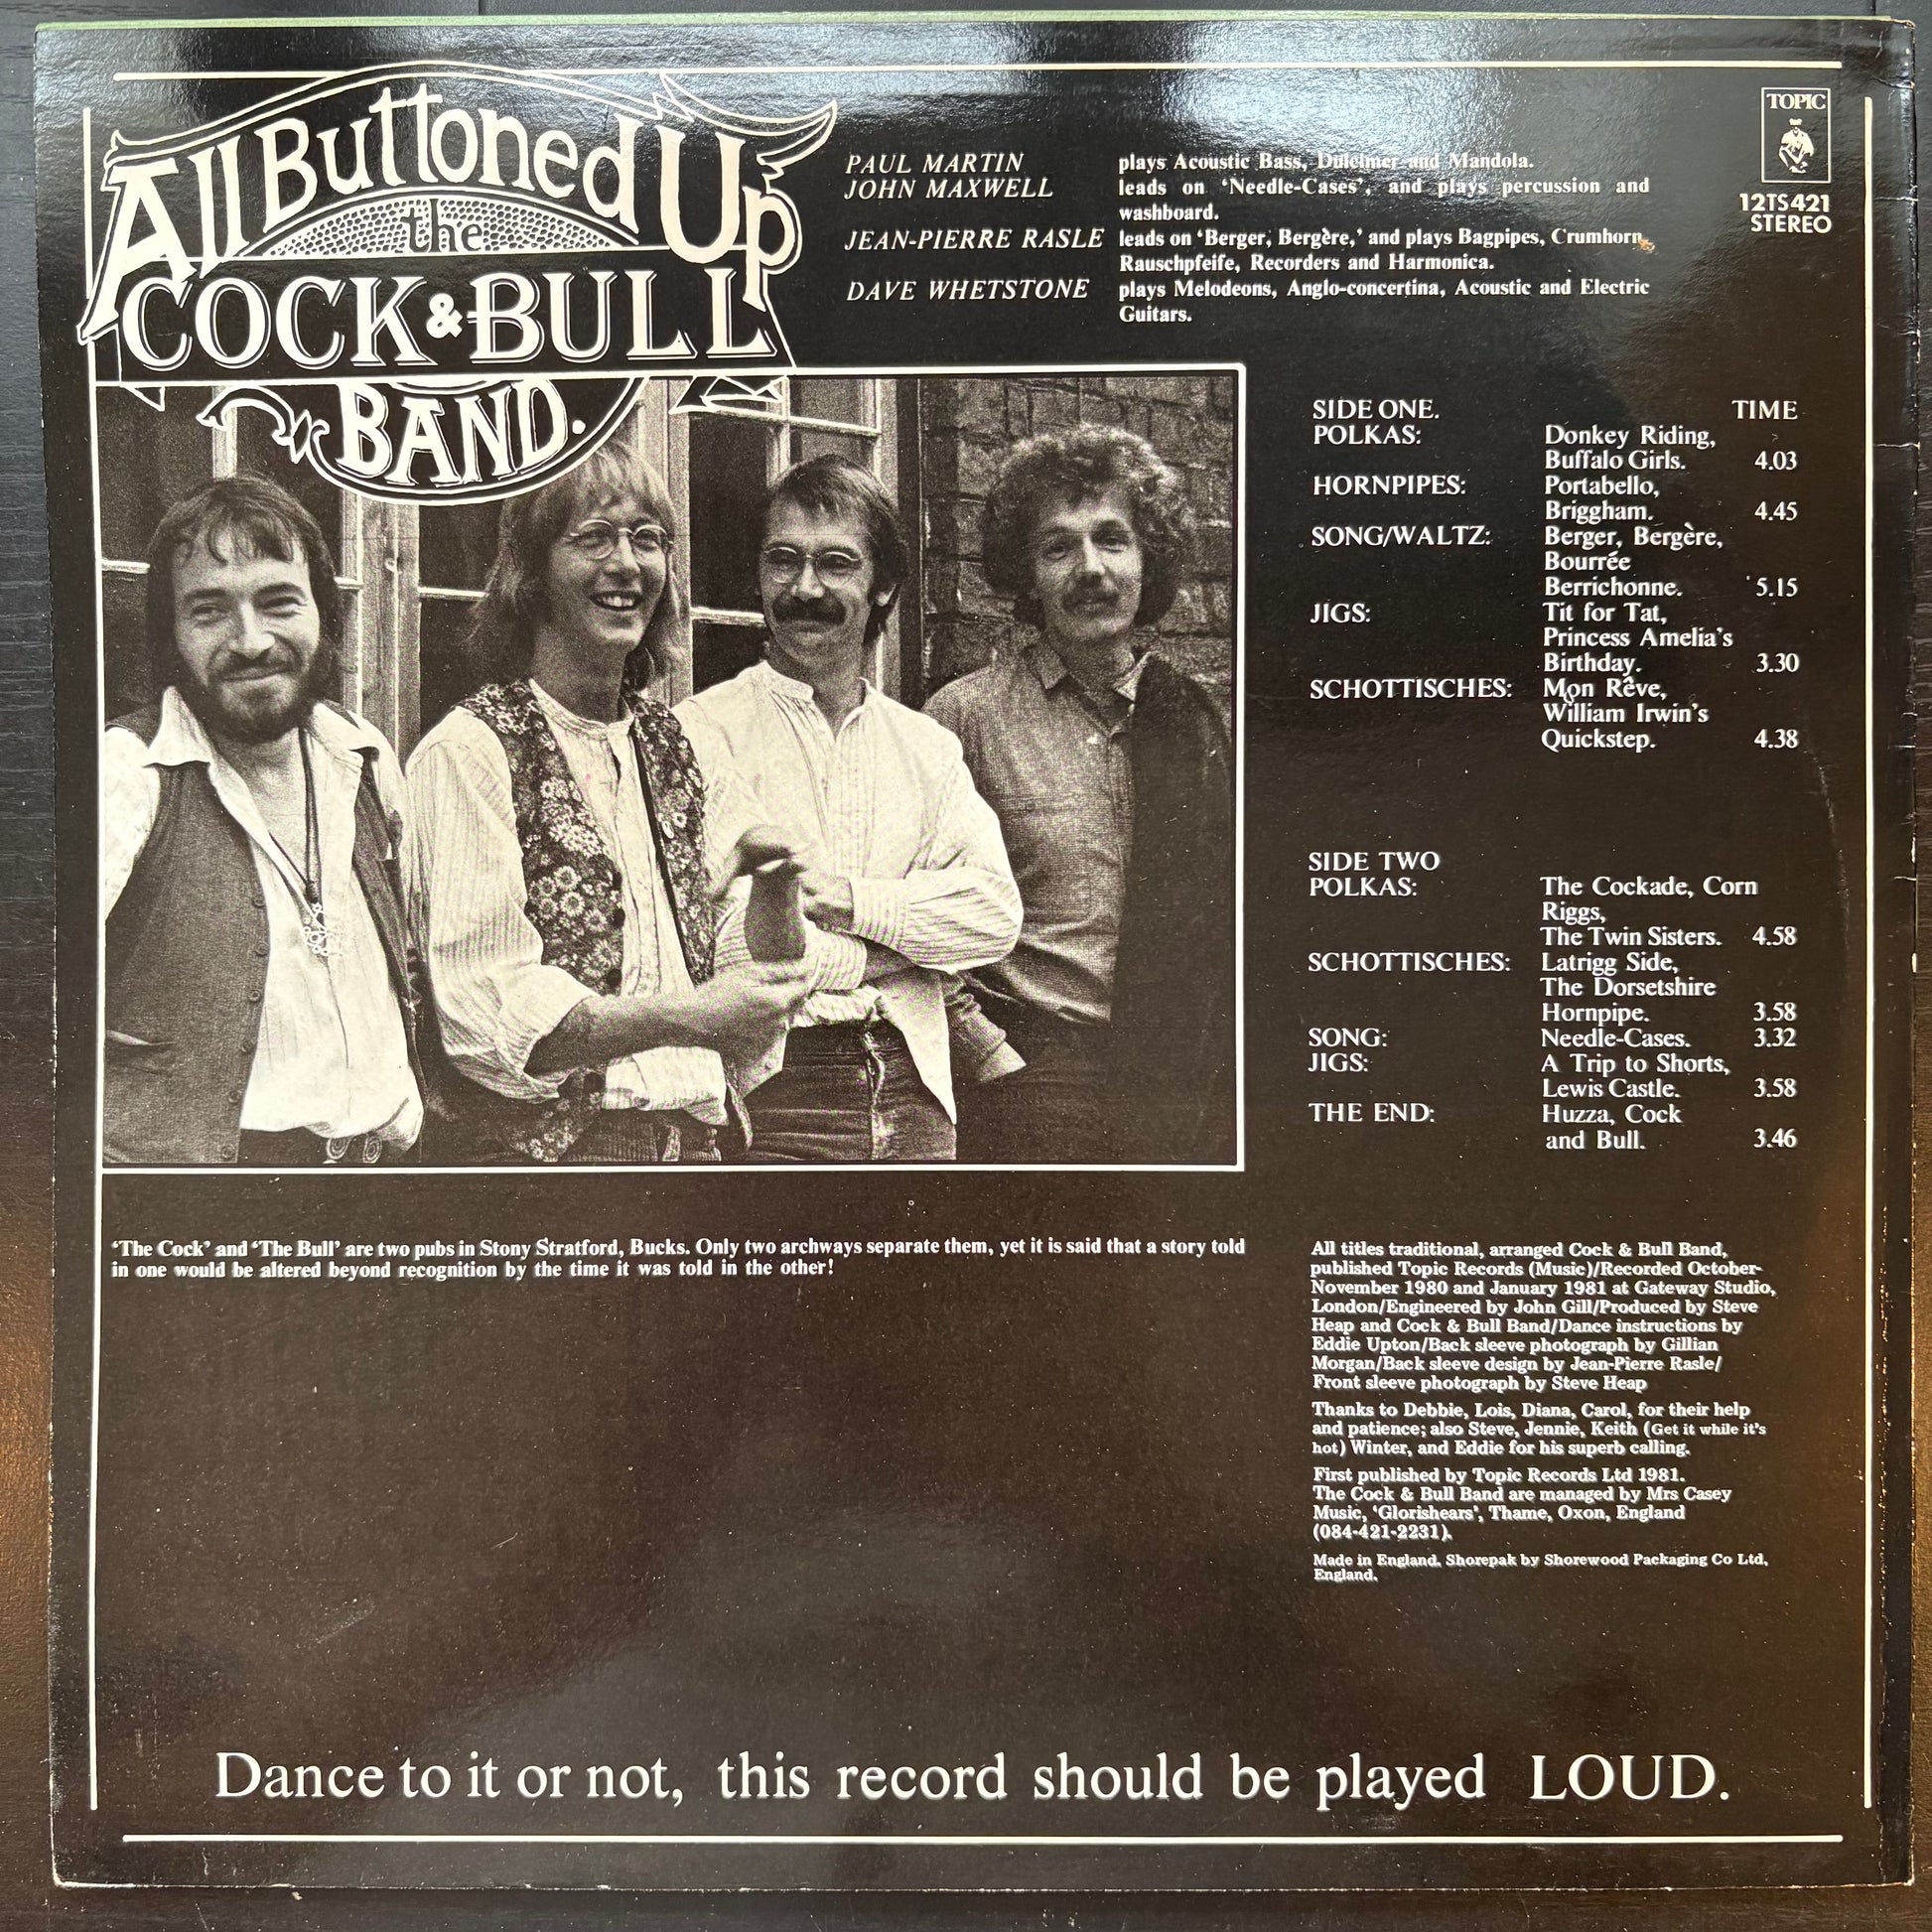 All Buttoned Up
the
COCK & BULL
BAND.
PAUL MARTIN plays Acoustic Bass, Dulcimer and Mandola.
JOHN MAXWELL leads on ‘Needle-Cases’, and plays percussion and
washboard.
JEAN-PIERRE RASLE leads on ‘Berger, Bergère,’ and plays Bagpipes, Crumhorn,
Rauschpfeife, Recorders and Harmonica.
DAVE WHETSTONE plays Melodeons, Anglo-concertina, Acoustic and Electric
Guitars.
TOPIC
12TS421
STEREO
SIDE ONE. TIME
POLKAS: Donkey Riding,
Buffalo Girls. 4.03
HORNPIPES: Portabello,
Briggham. 4.45
SONG/WALTZ: Berger, Bergère,
Bourrée
Berrichonne. 5.15
JIGS: Tit for Tat,
Princess Amelia's
Birthday. 3.30
SCHOTTISCHES: Mon Rêve,
William Irwin's
Quickstep. 4.38
SIDE TWO
POLKAS: The Cockade, Corn
Riggs,
The Twin Sisters. 4.58
SCHOTTISCHES: Latrigg Side,
The Dorsetshire
Hornpipe. 3.58
SONG: Needle-Cases. 3.32
JIGS: A Trip to Shorts,
Lewis Castle. 3.58
THE END: Huzza, Cock
and Bull. 3.46
‘The Cock’ and ‘The Bull’ are two pubs in Stony Stratford, Bucks. Only two archways separate them, yet it is said that a story told
in one would be altered beyond recognition by the time it was told in the other!
All titles traditional, arranged Cock & Bull Band,
published Topic Records (Music)/Recorded October-
November 1980 and January 1981 at Gateway Studio,
London/Engineered by John Gill/Produced by Steve
Heap and Cock & Bull Band/Dance instructions by
Eddie Upton/Back sleeve photograph by Gillian
Morgan/Back sleeve design by Jean-Pierre Rasle/
Front sleeve photograph by Steve Heap
Thanks to Debbie, Lois, Diana, Carol, for their help
and patience; also Steve, Jennie, Keith (Get it while it's
hot) Winter, and Eddie for his superb calling.
First published by Topic Records Ltd 1981.
The Cock & Bull Band are managed by Mrs Casey
Music, ‘Glorishears’, Thame, Oxon, England
(084-421-2231).
Made in England. Shorepak by Shorewood Packaging Co Ltd,
England.
Dance to it or not, this record should be played LOUD.